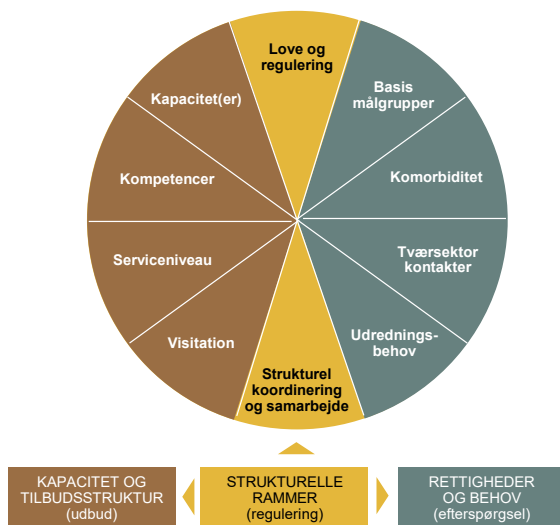 Love og
regulering
Basis
målgrupper
Komorbiditet
Tværsektor
kontakter
Udrednings-
behov
Strukturel
koordinering
og samarbejde
Visitation
Serviceniveau
Kompetencer
Kapacitet(er)
KAPACITET OG
TILBUDSSTRUKTUR
(udbud)
STRUKTURELLE
RAMMER
(regulering)
RETTIGHEDER
OG BEHOV
(efterspørgsel)